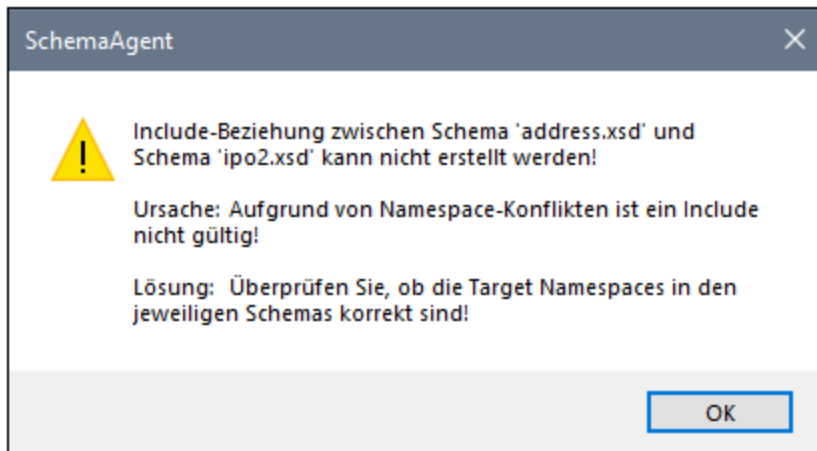 SchemaAgent
Include-Beziehung zwischen Schema 'address.xsd' und
Schema 'ipo2.xsd' kann nicht erstellt werden!
Ursache: Aufgrund von Namespace-Konflikten ist ein Include
nicht gültig!
Lösung:  Überprüfen Sie, ob die Target Namespaces in den
jeweiligen Schemas korrekt sind!
OK